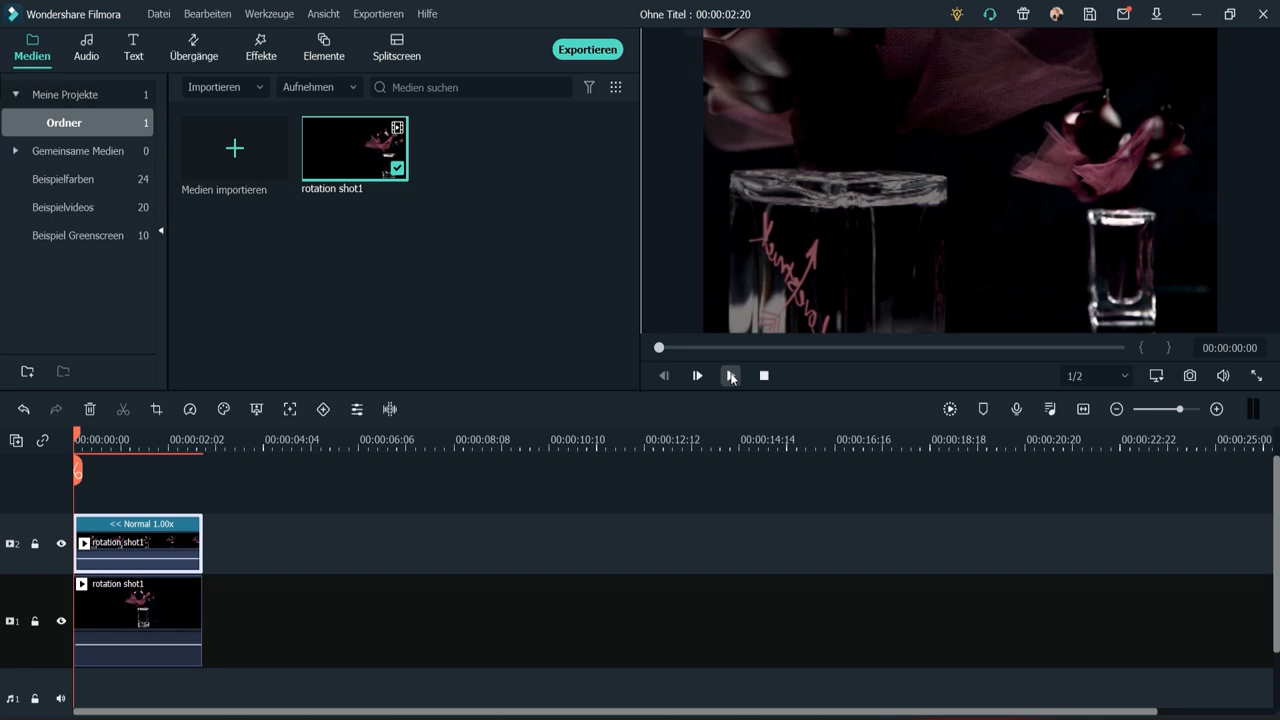 Wondershare Filmora Datei Bearbeiten Werkzeuge Ansicht Exportieren Hilfe Ohne Titel : 00:00:02:20
Medien Audio Text Übergänge Effekte Elemente Splitscreen Exportieren
Importieren Aufnehmen Medien suchen
Meine Projekte 1
Ordner 1
Gemeinsame Medien 0
Beispielfarben 24
Beispielvideos 20
Beispiel Greenscreen 10
Medien importieren rotation shot1
{ } 00:00:00:00
1/2
00:00:00:00 00:00:02:02 00:00:04:04 00:00:06:06 00:00:08:08 00:00:10:10 00:00:12:12 00:00:14:14 00:00:16:16 00:00:18:18 00:00:20:20 00:00:22:22 00:00:25:00
<< Normal 1.00x
2 rotation shot1
rotation shot1
1
1